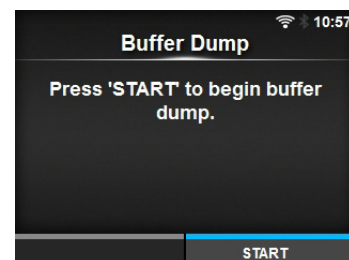 10:57
Buffer Dump
Press 'START' to begin buffer
dump.
START